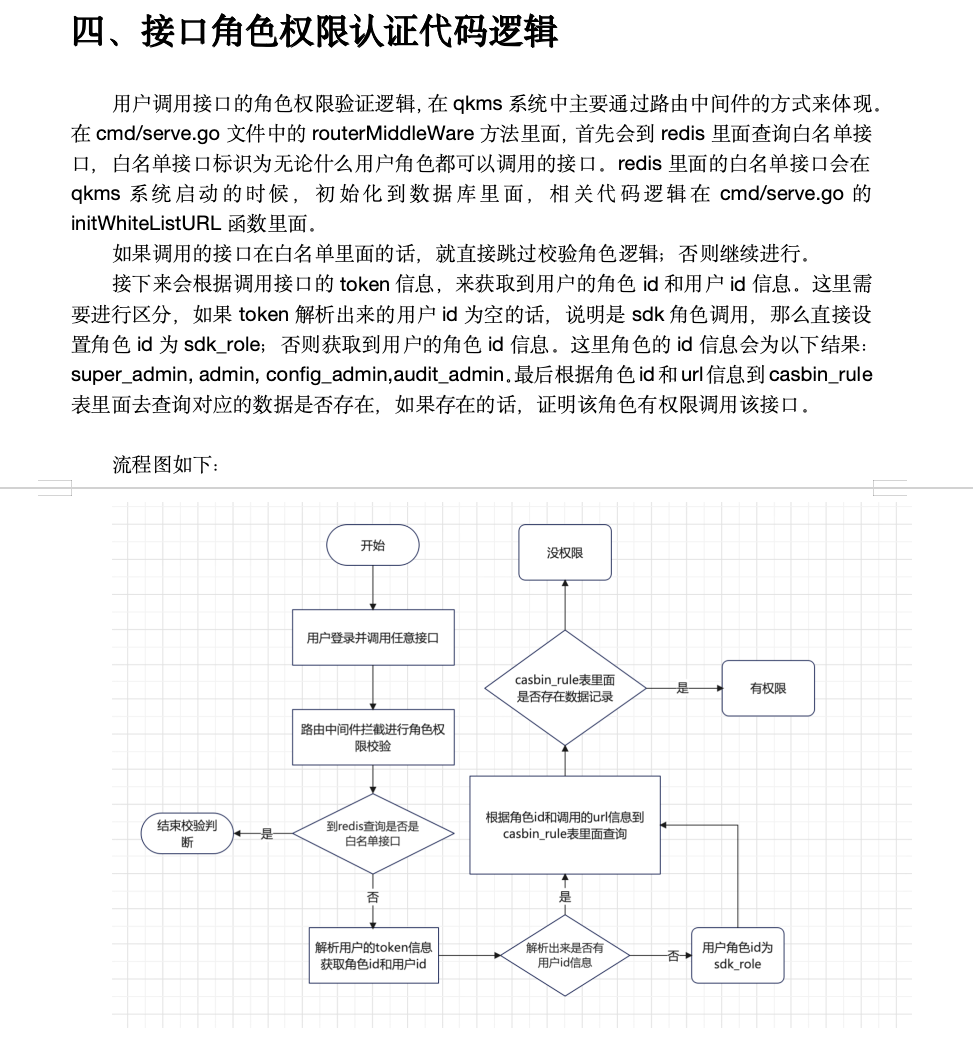 四、接口角色权限认证代码逻辑
用户调用接口的角色权限验证逻辑, 在 qkms 系统中主要通过路由中间件的方式来体现。
在 cmd/serve.go 文件中的 routerMiddleWare 方法里面, 首先会到 redis 里面查询白名单接
口，白名单接口标识为无论什么用户角色都可以调用的接口。redis 里面的白名单接口会在
qkms 系统启动的时候，初始化到数据库里面，相关代码逻辑在 cmd/serve.go 的
initWhiteListURL 函数里面。
如果调用的接口在白名单里面的话，就直接跳过校验角色逻辑；否则继续进行。
接下来会根据调用接口的 token 信息，来获取到用户的角色 id 和用户 id 信息。这里需
要进行区分，如果 token 解析出来的用户 id 为空的话，说明是 sdk 角色调用，那么直接设
置角色 id 为 sdk_role；否则获取到用户的角色 id 信息。这里角色的 id 信息会为以下结果：
super_admin, admin, config_admin,audit_admin。最后根据角色 id 和 url 信息到 casbin_rule
表里面去查询对应的数据是否存在，如果存在的话，证明该角色有权限调用该接口。
流程图如下：
开始
用户登录并调用任意接口
路由中间件拦截进行角色权
限校验
到redis查询是否是
白名单接口
是
结束校验判
断
否
解析用户的token信息
获取角色id和用户id
解析出来是否有
用户id信息
否
用户角色id为
sdk_role
是
根据角色id和调用的url信息到
casbin_rule表里面查询
casbin_rule表里面
是否存在数据记录
是
有权限
没权限